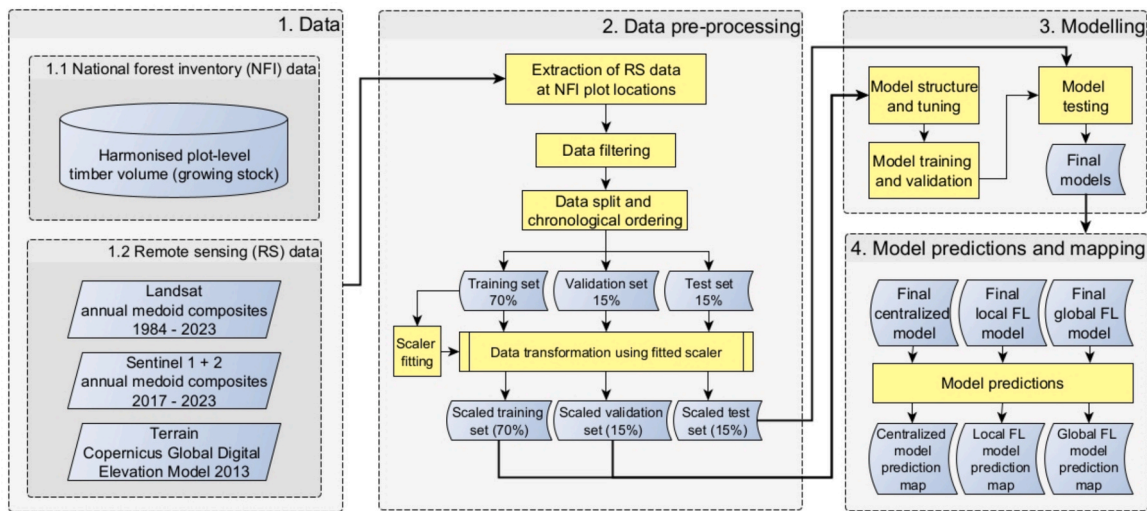 1. Data
1.1 National forest inventory (NFI) data
Harmonised plot-level
timber volume (growing stock)
1.2 Remote sensing (RS) data
Landsat
annual medoid composites
1984 - 2023
Sentinel 1 + 2
annual medoid composites
2017 - 2023
Terrain
Copernicus Global Digital
Elevation Model 2013
2. Data pre-processing
Extraction of RS data
at NFI plot locations
Data filtering
Data split and
chronological ordering
Training set
70%
Validation set
15%
Test set
15%
Scaler
fitting
Data transformation using fitted scaler
Scaled training
set (70%)
Scaled validation
set (15%)
Scaled test
set (15%)
3. Modelling
Model structure
and tuning
Model training
and validation
Model
testing
Final
models
4. Model predictions and mapping
Final
centralized
model
Final
local FL
model
Final
global FL
model
Model predictions
Centralized
model
prediction
map
Local FL
model
prediction
map
Global FL
model
prediction
map